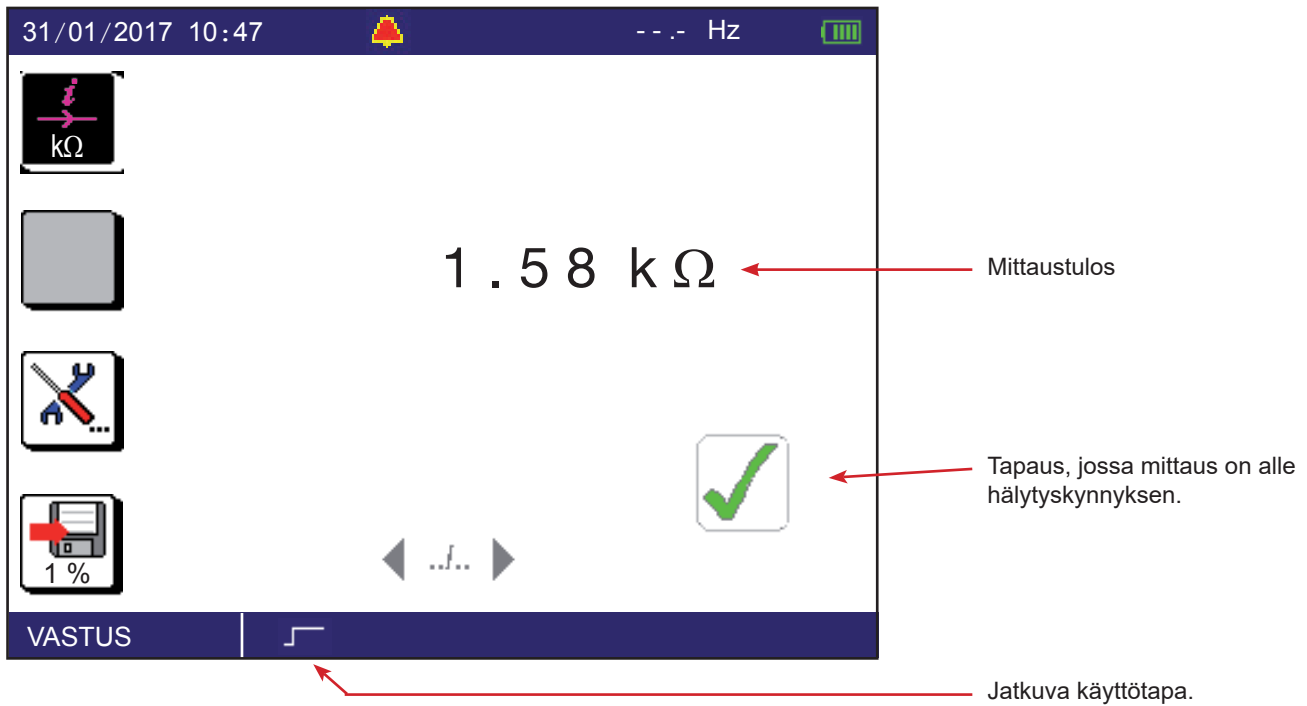 31/01/2017 10:47 - - .- Hz
i
kΩ
1.58 kΩ
Mittaustulos
Tapaus, jossa mittaus on alle
hälytyskynnyksen.
1 %
VASTUS
Jatkuva käyttötapa.